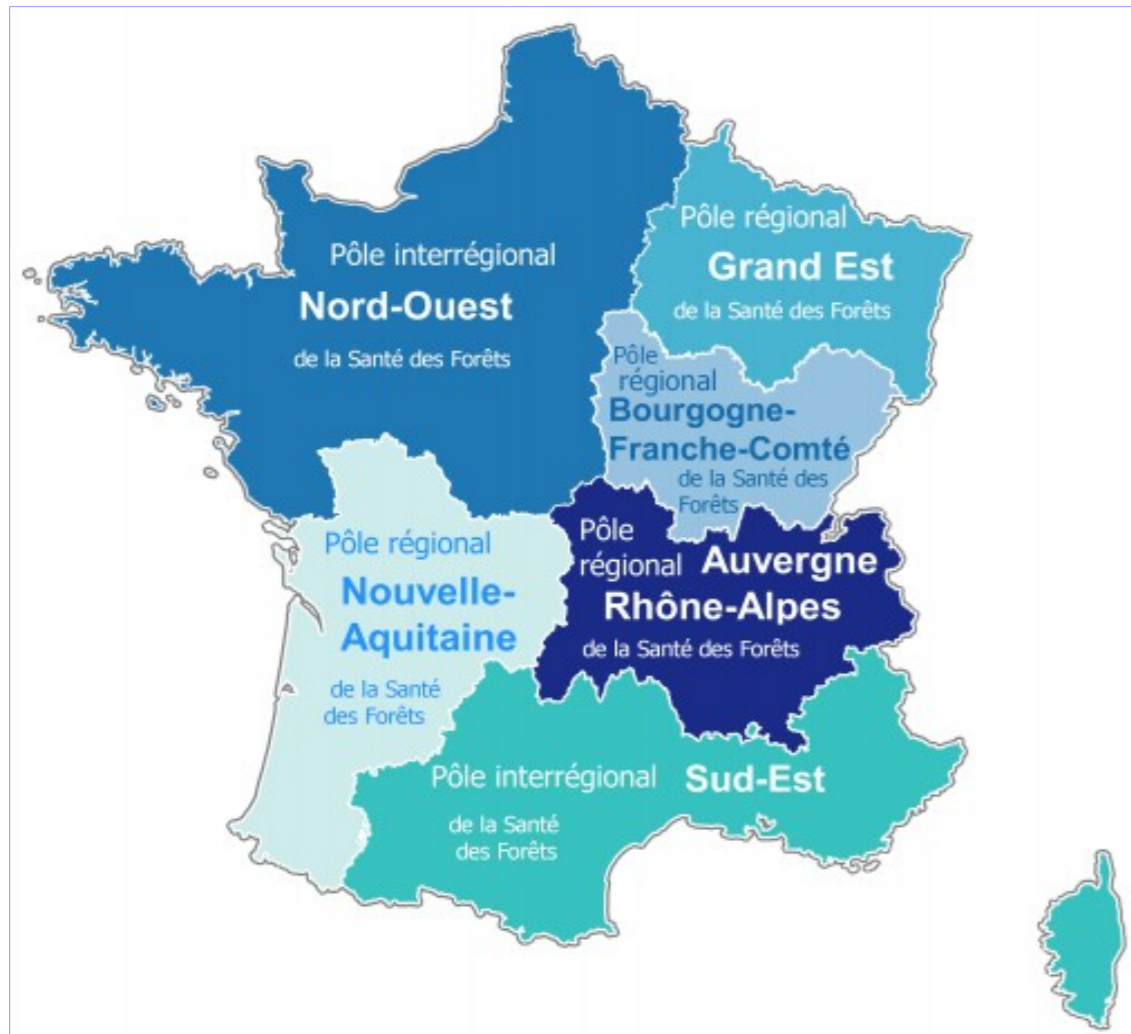 Pôle interrégional
Nord-Ouest
de la Santé des Forêts
Pôle régional
Grand Est
de la Santé des Forêts
Pôle
régional
Bourgogne-
Franche-Comté
de la Santé des
Forêts
Pôle
régional Auvergne
Rhône-Alpes
de la Santé des Forêts
Pôle régional
Nouvelle-
Aquitaine
de la Santé
des Forêts
Pôle interrégional Sud-Est
de la Santé
des Forêts